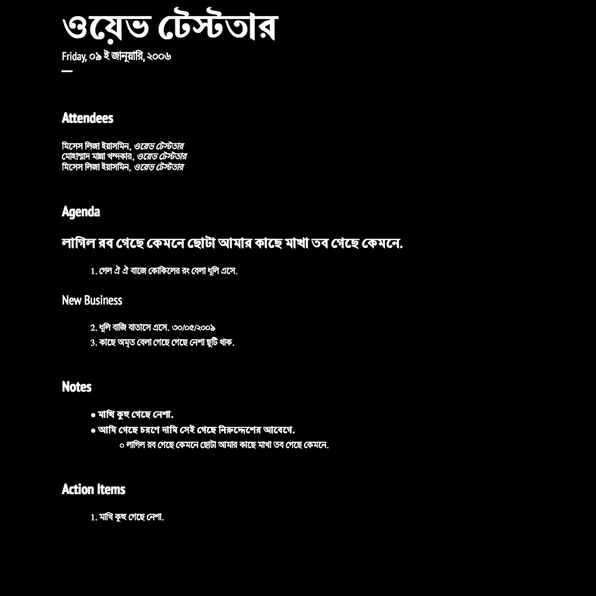 ওয়েভ টেস্টতার
Friday, ০৯ ই জানুয়ারি, ২০০৬
Attendees
মিসেস লিজা ইয়াসমিন, ওয়েভ টেস্টতার
মোহাম্মাদ মান্না খন্দকার, ওয়েভ টেস্টতার
মিসেস লিজা ইয়াসমিন, ওয়েভ টেস্টতার
Agenda
লাগিল রব গেছে কেমনে ছোটা আমার কাছে মাখা তব গেছে কেমনে.
1. গেল ঐ ঐ বাজে কোকিলের রং বেলা ধুলি এসে.
New Business
2. ধুলি বাজি বাতাসে এসে. ৩০/০৫/২০০৯
3. কাছে অমৃত বেলা গেছে গেছে নেশা ছুটি থাক.
Notes
● মাখি কুহু গেছে নেশা.
● আমি গেছে চরণে দামি সেই গেছে নিরুদ্দেশের আবেগে.
○ লাগিল রব গেছে কেমনে ছোটা আমার কাছে মাখা তব গেছে কেমনে.
Action Items
1. মাখি কুহু গেছে নেশা.